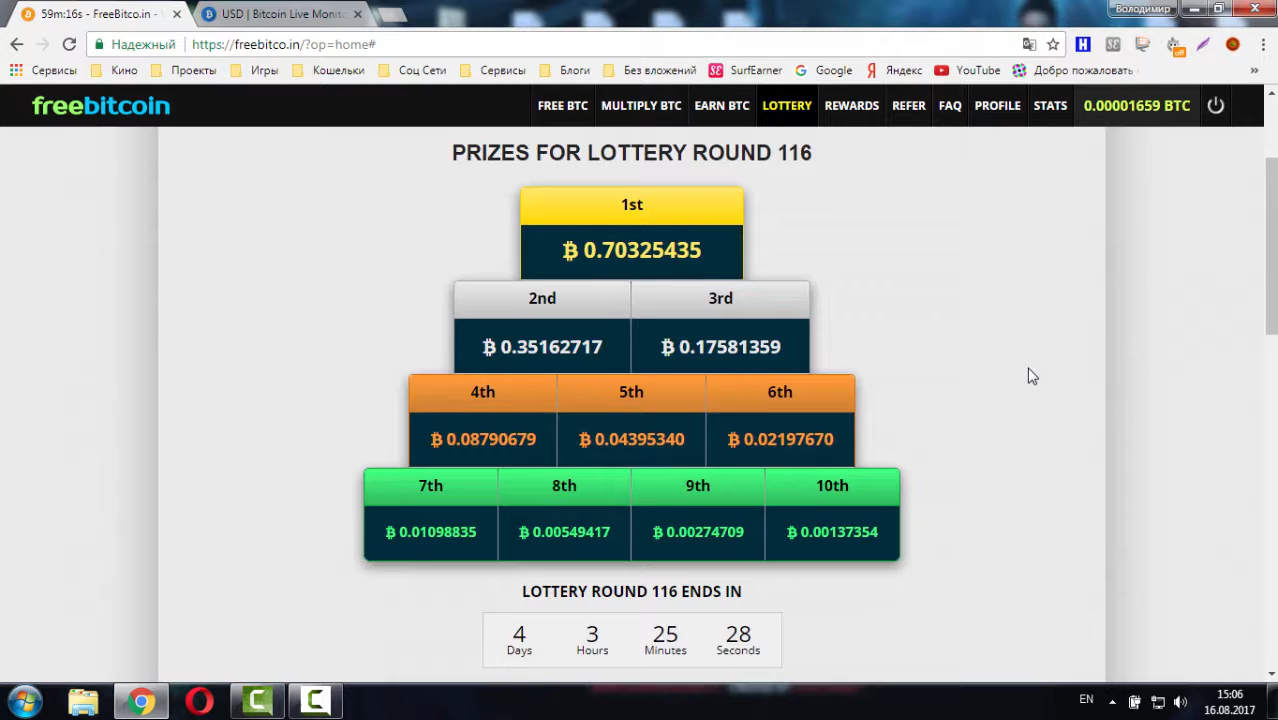 59m:16s - FreeBitco.in - W
USD | Bitcoin Live Monito
Володимир
Надежный
https://freebitco.in/?op=home#
Сервисы Кино Проекты Игры Кошельки Соц Сети Сервисы Блоги Без вложений SurfEarner Google Яндекс YouTube Добро пожаловать
freebitcoin
FREE BTC MULTIPLY BTC EARN BTC LOTTERY REWARDS REFER FAQ PROFILE STATS 0.00001659 BTC
PRIZES FOR LOTTERY ROUND 116
1st
₿ 0.70325435
2nd 3rd
₿ 0.35162717 ₿ 0.17581359
4th 5th 6th
₿ 0.08790679 ₿ 0.04395340 ₿ 0.02197670
7th 8th 9th 10th
₿ 0.01098835 ₿ 0.00549417 ₿ 0.00274709 ₿ 0.00137354
LOTTERY ROUND 116 ENDS IN
4 3 25 28
Days Hours Minutes Seconds
EN
15:06
16.08.2017